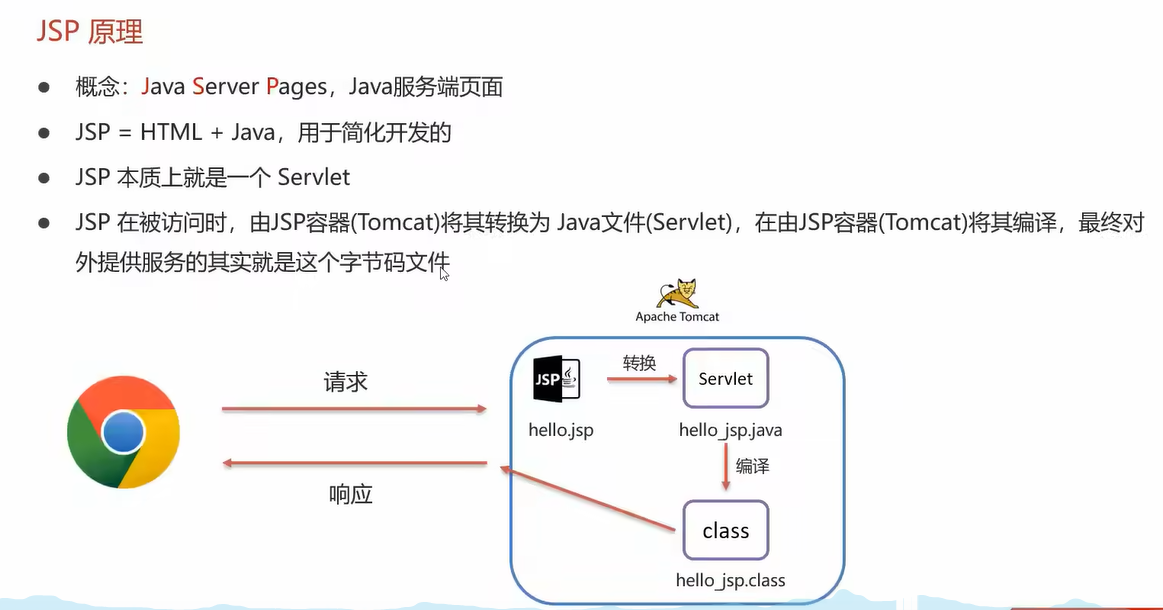 JSP 原理
● 概念：Java Server Pages，Java服务端页面
● JSP = HTML + Java，用于简化开发的
● JSP 本质上就是一个 Servlet
● JSP 在被访问时，由JSP容器(Tomcat)将其转换为 Java文件(Servlet)，在由JSP容器(Tomcat)将其编译，最终对
外提供服务的其实就是这个字节码文件
Apache Tomcat
请求
响应
JSP
转换
Servlet
hello.jsp
hello_jsp.java
编译
class
hello_jsp.class